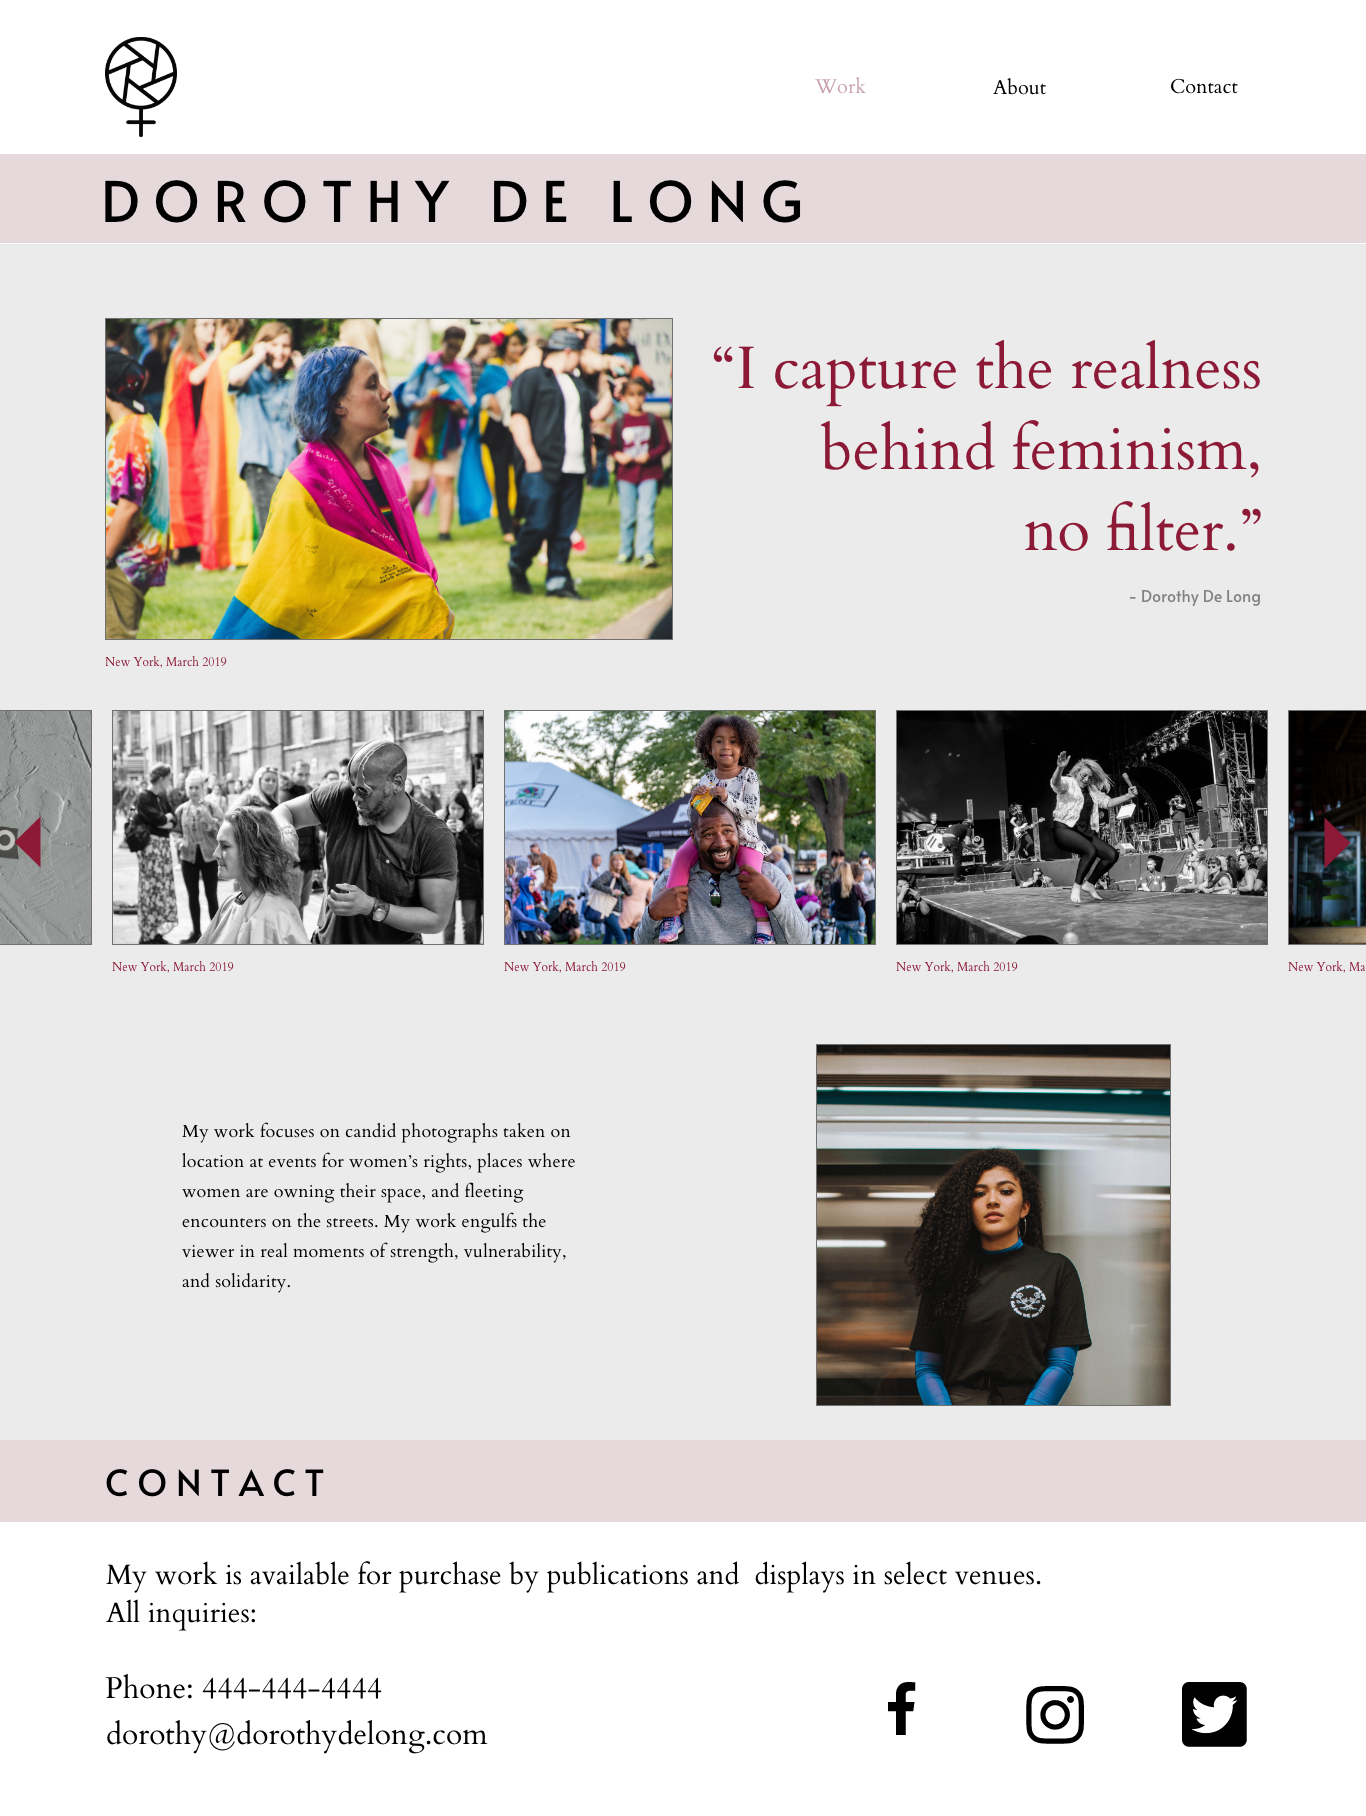 Work
About
Contact
DOROTHY DE LONG
“I capture the realness
behind feminism,
no filter.”
- Dorothy De Long
New York, March 2019
New York, March 2019
New York, March 2019
New York, March 2019
New York, Ma
My work focuses on candid photographs taken on
location at events for women’s rights, places where
women are owning their space, and fleeting
encounters on the streets. My work engulfs the
viewer in real moments of strength, vulnerability,
and solidarity.
CONTACT
My work is available for purchase by publications and  displays in select venues.
All inquiries:
Phone: 444-444-4444
dorothy@dorothydelong.com